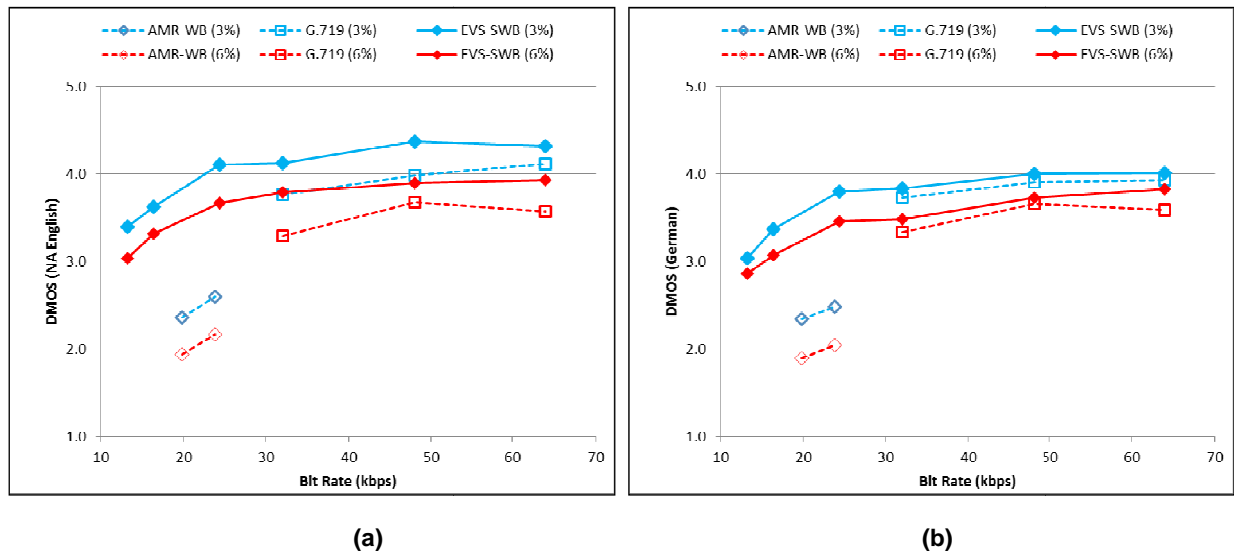 AMR-WB (3%) G.719 (3%) EVS-SWB (3%)
AMR-WB (6%) G.719 (6%) EVS-SWB (6%)
5.0
4.0
3.0
2.0
1.0
DMOS (NA English)
10 20 30 40 50 60 70
Bit Rate (kbps)
(a)
AMR-WB (3%) G.719 (3%) EVS-SWB (3%)
AMR-WB (6%) G.719 (6%) EVS-SWB (6%)
5.0
4.0
3.0
2.0
1.0
DMOS (German)
10 20 30 40 50 60 70
Bit Rate (kbps)
(b)